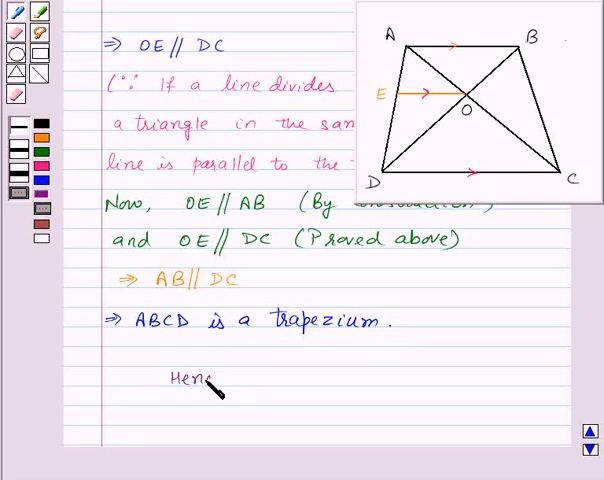 ⇒ OE // DC
(∵ If a line divides
a triangle in the sam
line is parallel to the
Now, OE // AB (By
and OE // DC (Proved above)
⇒ AB // DC
⇒ ABCD is a trapezium.
Hen
A B
E
O
D C